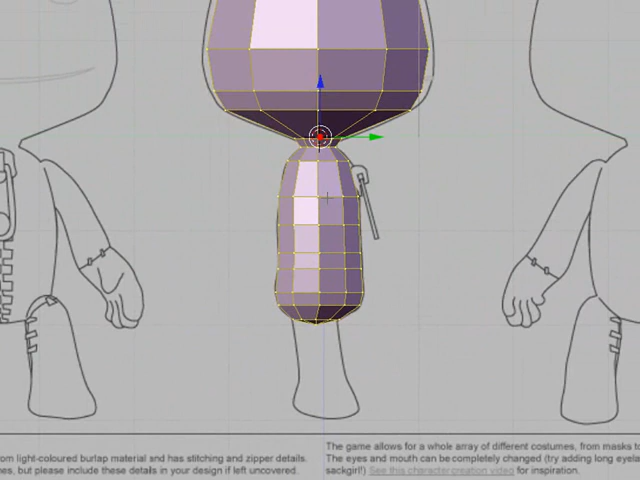 The game allows for a whole array of different costumes, from masks to
om light-coloured burlap material and has stitching and zipper details.
The eyes and mouth can be completely changed (try adding long eyela
es, but please include these details in your design if left uncovered.
sackgirl!) See this character creation video for inspiration.